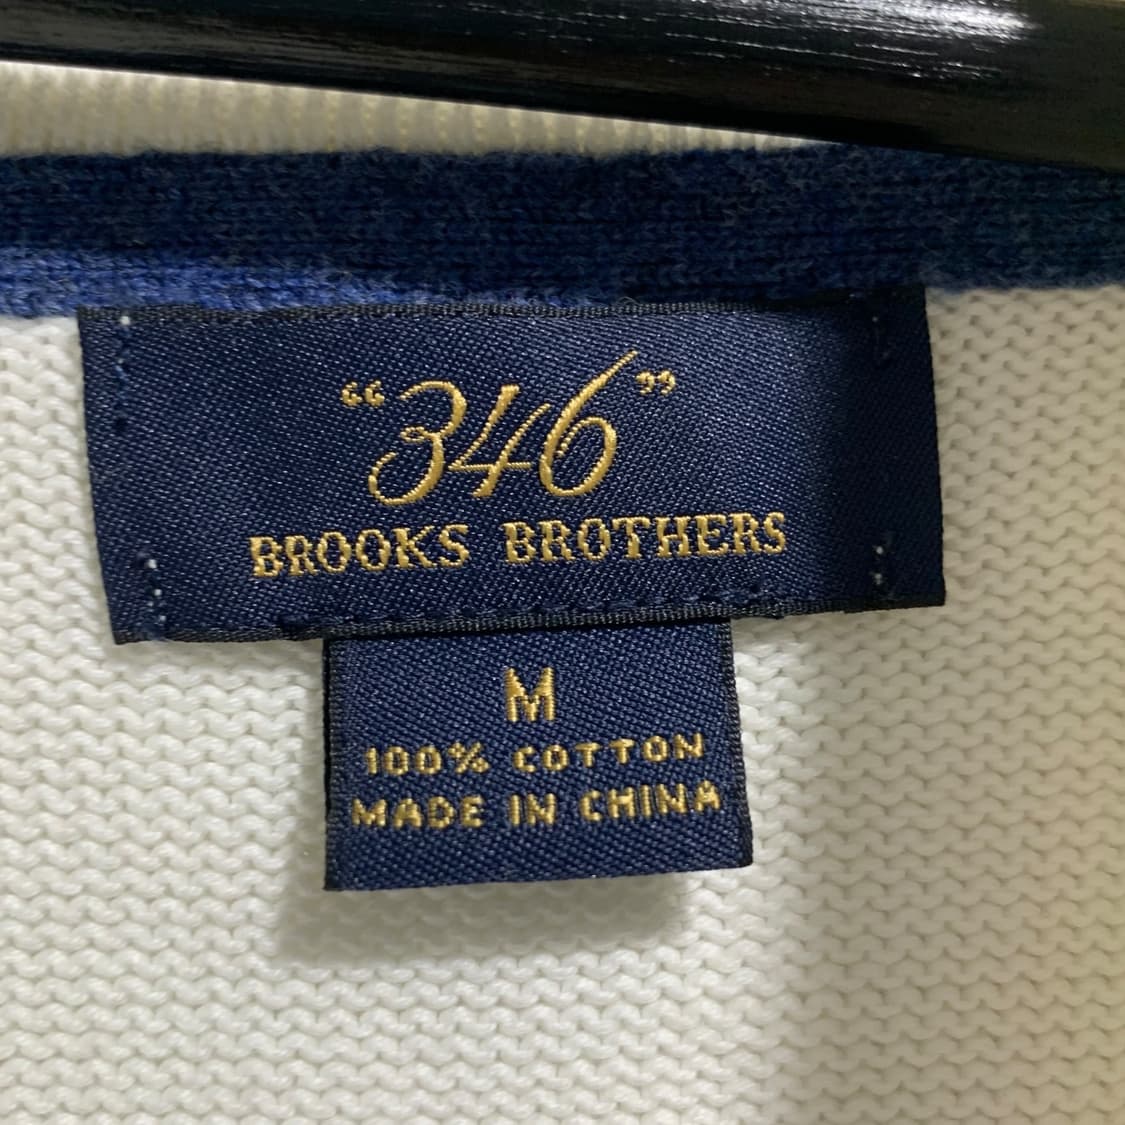 “346”
BROOKS BROTHERS
M
100% COTTON
MADE IN CHINA